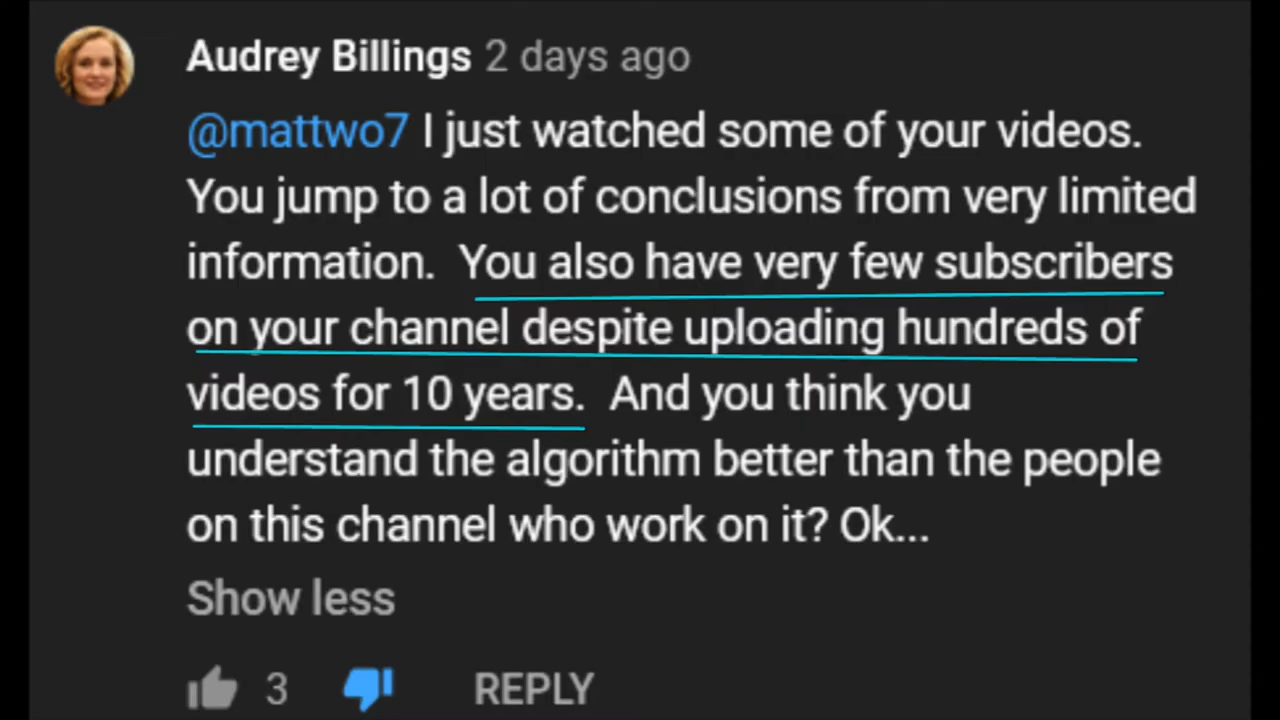 Audrey Billings 2 days ago
@mattwo7 I just watched some of your videos.
You jump to a lot of conclusions from very limited
information.  You also have very few subscribers
on your channel despite uploading hundreds of
videos for 10 years.  And you think you
understand the algorithm better than the people
on this channel who work on it? Ok...
Show less
3 REPLY